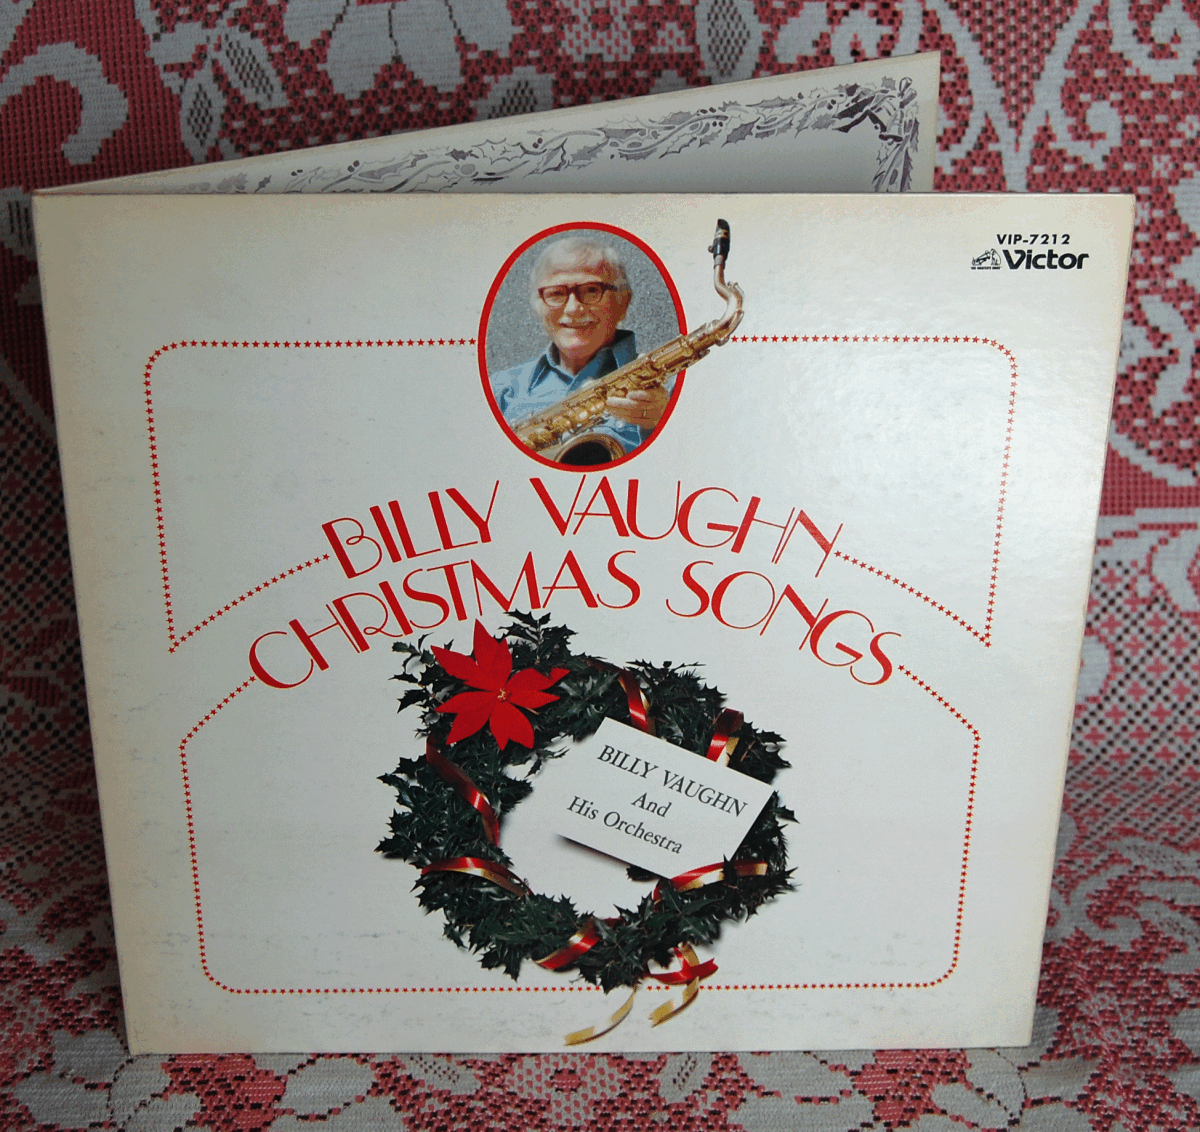 VIP-7212
Victor
BILLY VAUGHN
CHRISTMAS SONGS
BILLY VAUGHN
And
His Orchestra